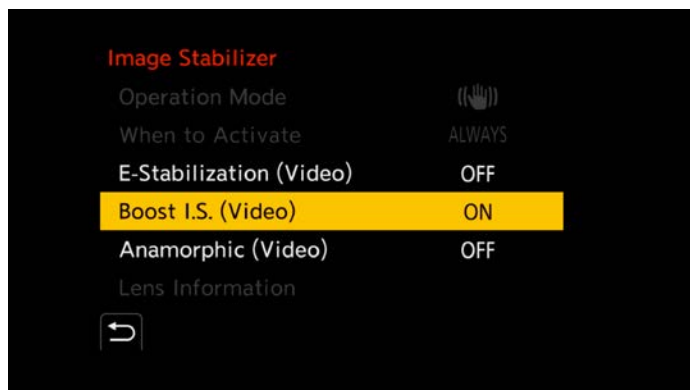 Image Stabilizer
Operation Mode
When to Activate ALWAYS
E-Stabilization (Video) OFF
Boost I.S. (Video) ON
Anamorphic (Video) OFF
Lens Information